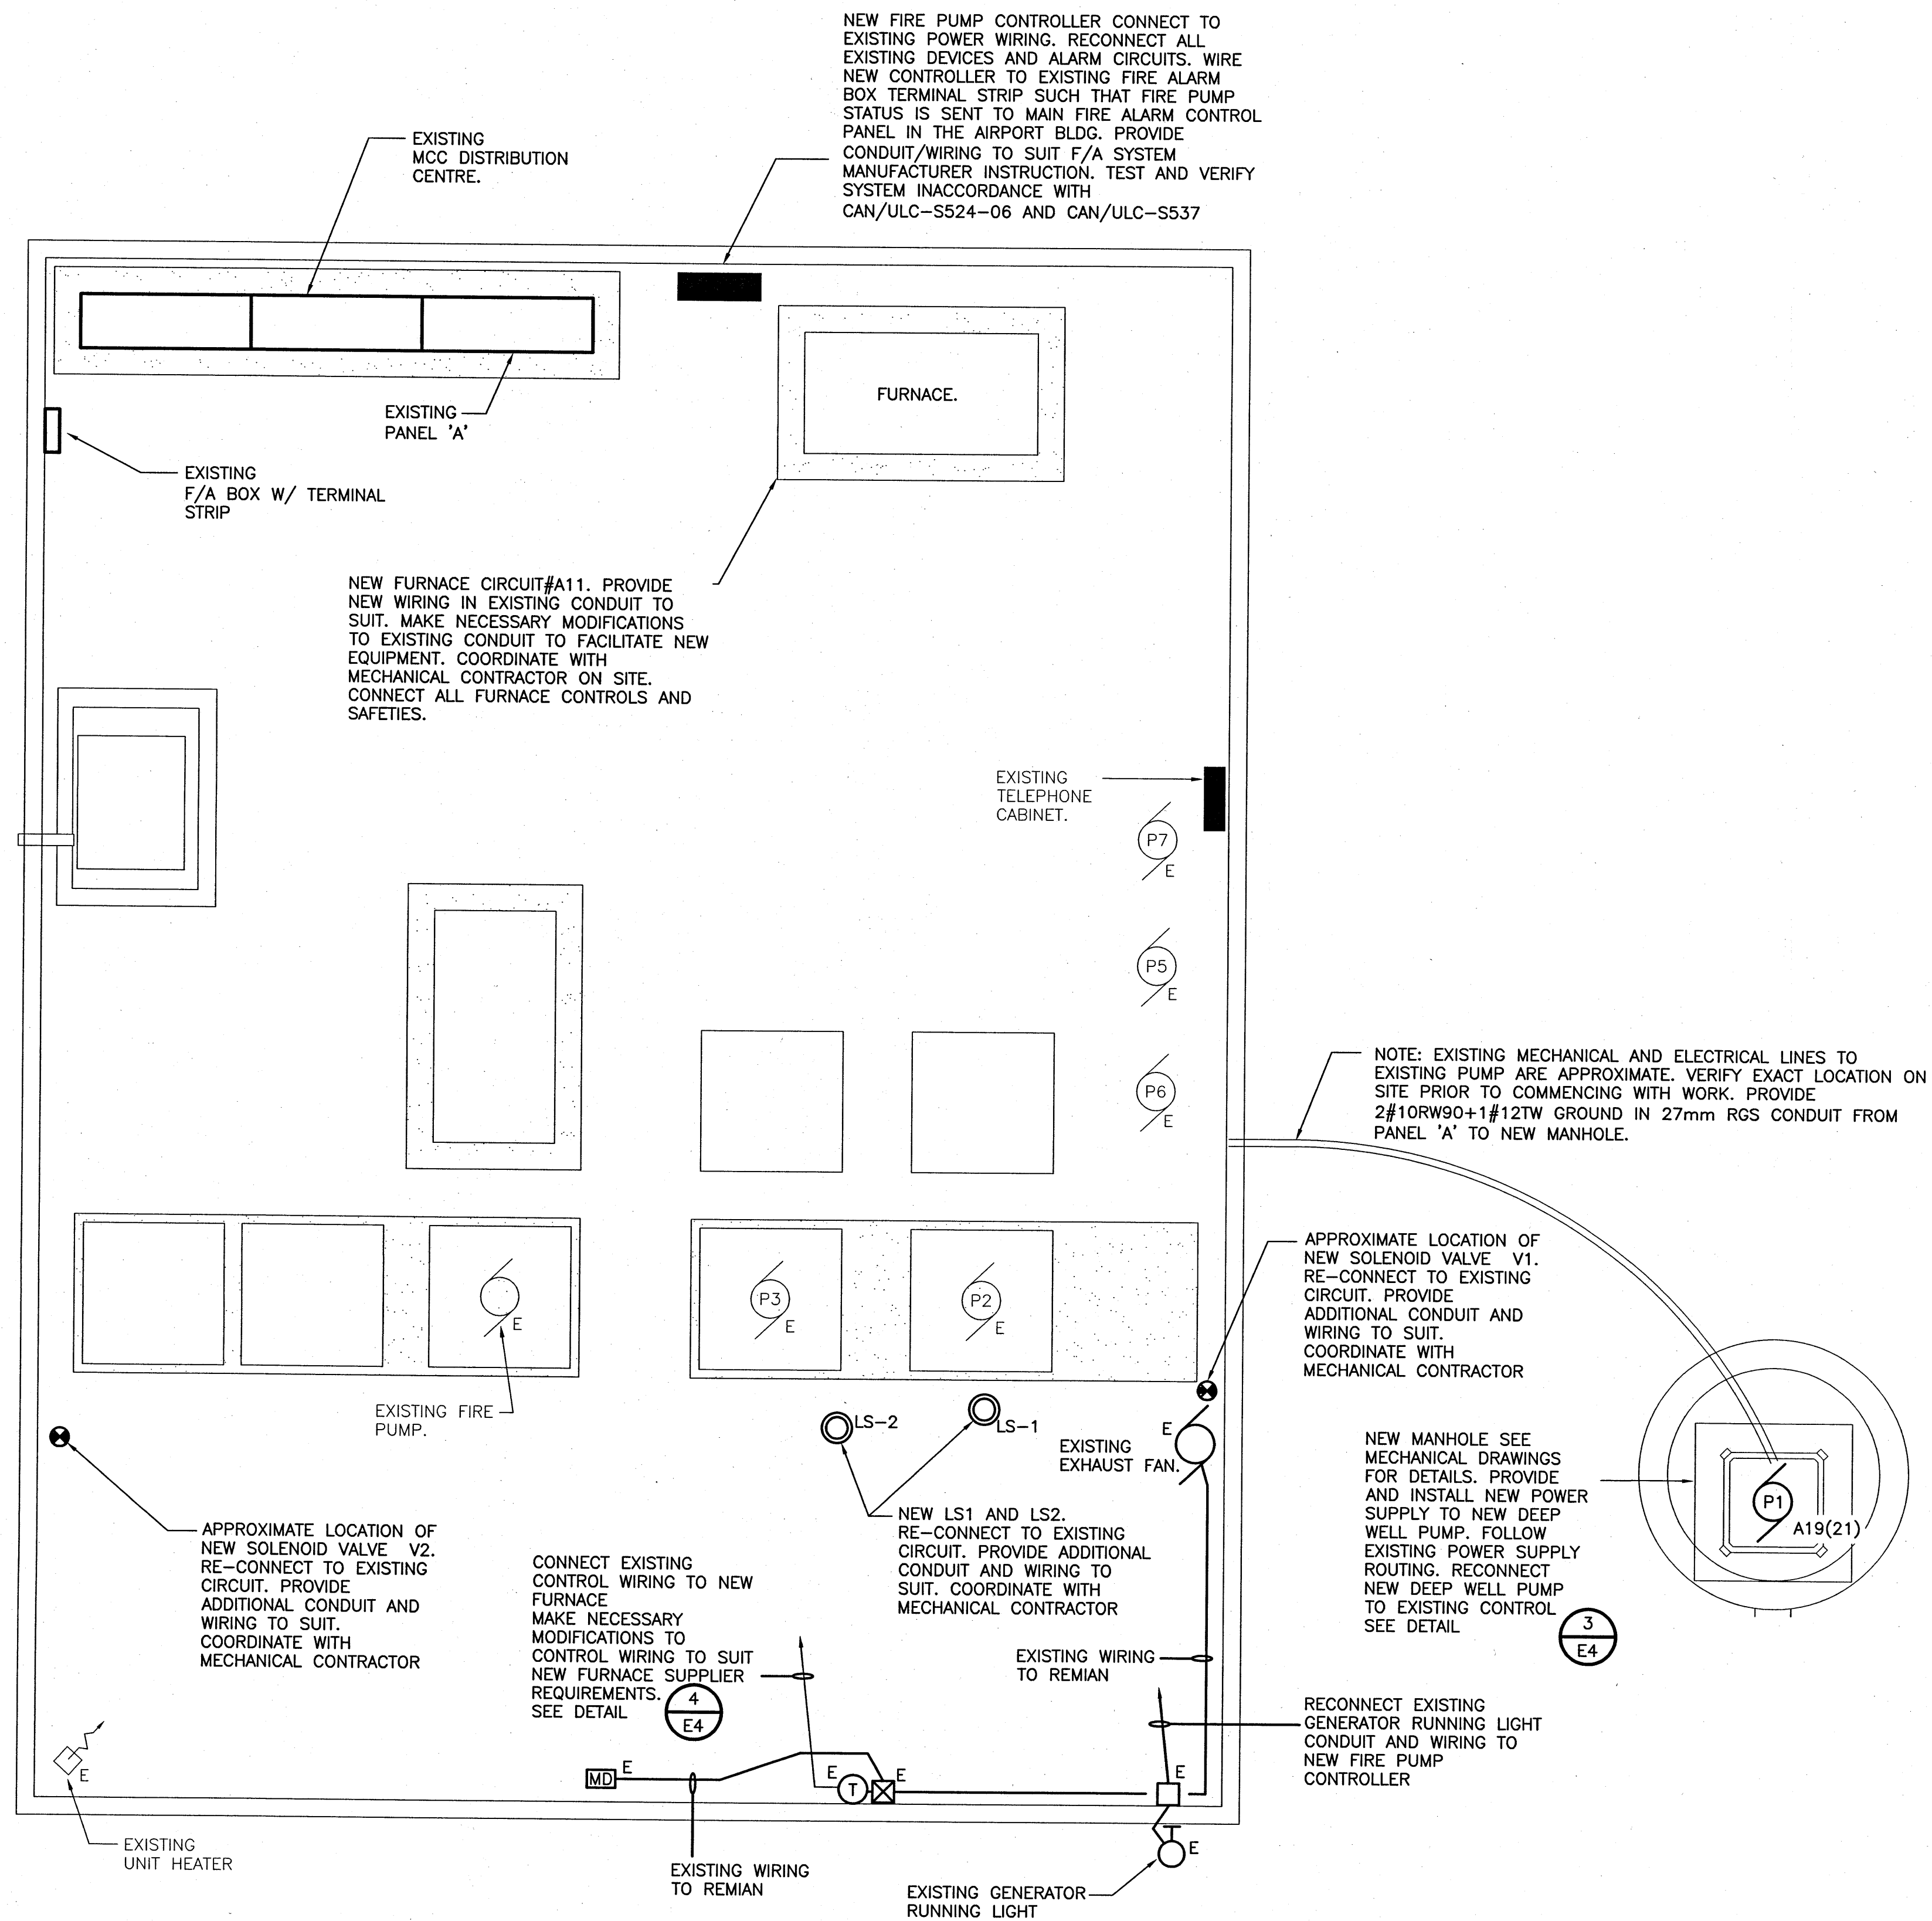 NEW FIRE PUMP CONTROLLER CONNECT TO
EXISTING POWER WIRING. RECONNECT ALL
EXISTING DEVICES AND ALARM CIRCUITS. WIRE
NEW CONTROLLER TO EXISTING FIRE ALARM
BOX TERMINAL STRIP SUCH THAT FIRE PUMP
STATUS IS SENT TO MAIN FIRE ALARM CONTROL
PANEL IN THE AIRPORT BLDG. PROVIDE
CONDUIT/WIRING TO SUIT F/A SYSTEM
MANUFACTURER INSTRUCTION. TEST AND VERIFY
SYSTEM INACCORDANCE WITH
CAN/ULC-S524-06 AND CAN/ULC-S537
EXISTING
MCC DISTRIBUTION
CENTRE.
FURNACE.
EXISTING
PANEL 'A'
EXISTING
F/A BOX W/ TERMINAL
STRIP
NEW FURNACE CIRCUIT#A11. PROVIDE
NEW WIRING IN EXISTING CONDUIT TO
SUIT. MAKE NECESSARY MODIFICATIONS
TO EXISTING CONDUIT TO FACILITATE NEW
EQUIPMENT. COORDINATE WITH
MECHANICAL CONTRACTOR ON SITE.
CONNECT ALL FURNACE CONTROLS AND
SAFETIES.
EXISTING
TELEPHONE
CABINET.
P7
E
P5
E
P6
E
NOTE: EXISTING MECHANICAL AND ELECTRICAL LINES TO
EXISTING PUMP ARE APPROXIMATE. VERIFY EXACT LOCATION ON
SITE PRIOR TO COMMENCING WITH WORK. PROVIDE
2#10RW90+1#12TW GROUND IN 27mm RGS CONDUIT FROM
PANEL 'A' TO NEW MANHOLE.
E
P3
E
P2
E
APPROXIMATE LOCATION OF
NEW SOLENOID VALVE V1.
RE-CONNECT TO EXISTING
CIRCUIT. PROVIDE
ADDITIONAL CONDUIT AND
WIRING TO SUIT.
COORDINATE WITH
MECHANICAL CONTRACTOR
EXISTING FIRE
PUMP.
LS-2
LS-1
E
EXISTING
EXHAUST FAN.
NEW MANHOLE SEE
MECHANICAL DRAWINGS
FOR DETAILS. PROVIDE
AND INSTALL NEW POWER
SUPPLY TO NEW DEEP
WELL PUMP. FOLLOW
EXISTING POWER SUPPLY
ROUTING. RECONNECT
NEW DEEP WELL PUMP
TO EXISTING CONTROL
SEE DETAIL
3
E4
P1
A19(21)
APPROXIMATE LOCATION OF
NEW SOLENOID VALVE V2.
RE-CONNECT TO EXISTING
CIRCUIT. PROVIDE
ADDITIONAL CONDUIT AND
WIRING TO SUIT.
COORDINATE WITH
MECHANICAL CONTRACTOR
CONNECT EXISTING
CONTROL WIRING TO NEW
FURNACE
MAKE NECESSARY
MODIFICATIONS TO
CONTROL WIRING TO SUIT
NEW FURNACE SUPPLIER
REQUIREMENTS.
SEE DETAIL
4
E4
NEW LS1 AND LS2.
RE-CONNECT TO EXISTING
CIRCUIT. PROVIDE ADDITIONAL
CONDUIT AND WIRING TO
SUIT. COORDINATE WITH
MECHANICAL CONTRACTOR
EXISTING WIRING
TO REMIAN
RECONNECT EXISTING
GENERATOR RUNNING LIGHT
CONDUIT AND WIRING TO
NEW FIRE PUMP
CONTROLLER
E
MD
E
E
T
E
E
EXISTING
UNIT HEATER
EXISTING WIRING
TO REMIAN
E
EXISTING GENERATOR
RUNNING LIGHT